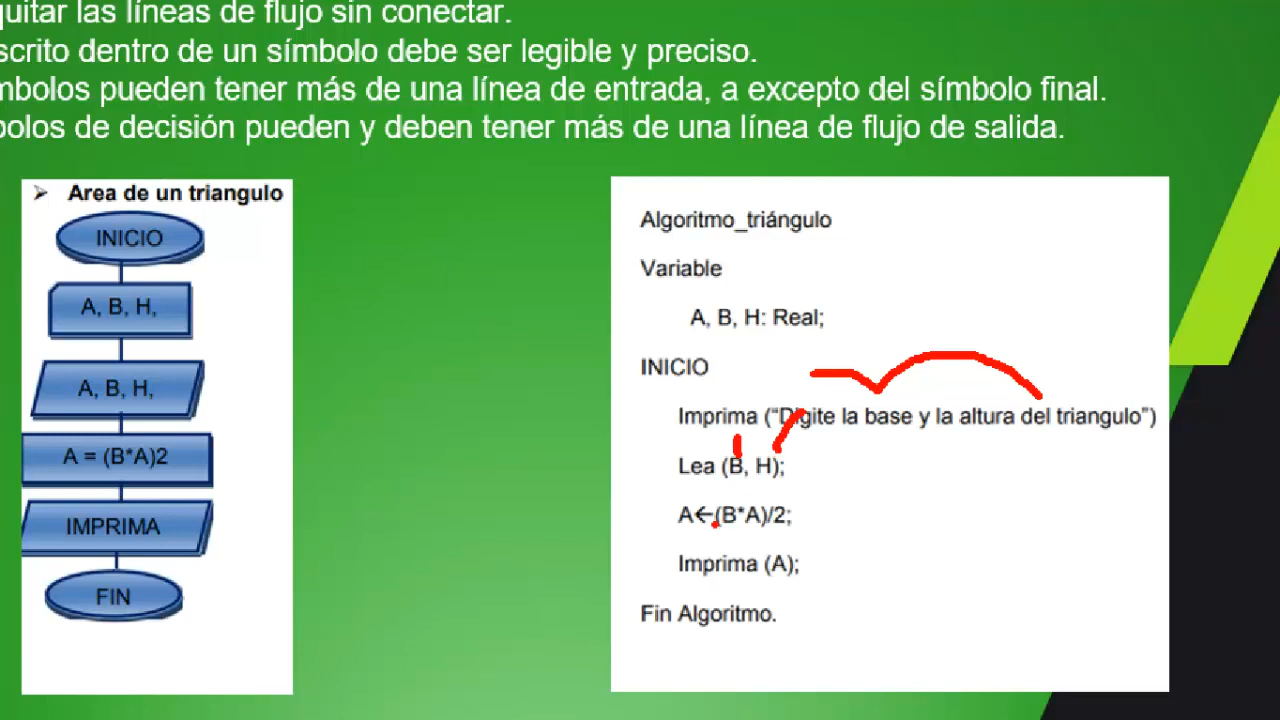 quitar las líneas de flujo sin conectar.
scrito dentro de un símbolo debe ser legible y preciso.
mbolos pueden tener más de una línea de entrada, a excepto del símbolo final.
bolos de decisión pueden y deben tener más de una línea de flujo de salida.
Area de un triangulo
INICIO
A, B, H,
A, B, H,
A = (B*A)2
IMPRIMA
FIN
Algoritmo_triángulo
Variable
A, B, H: Real;
INICIO
Imprima (“Digite la base y la altura del triangulo”)
Lea (B, H);
A←(B*A)/2;
Imprima (A);
Fin Algoritmo.